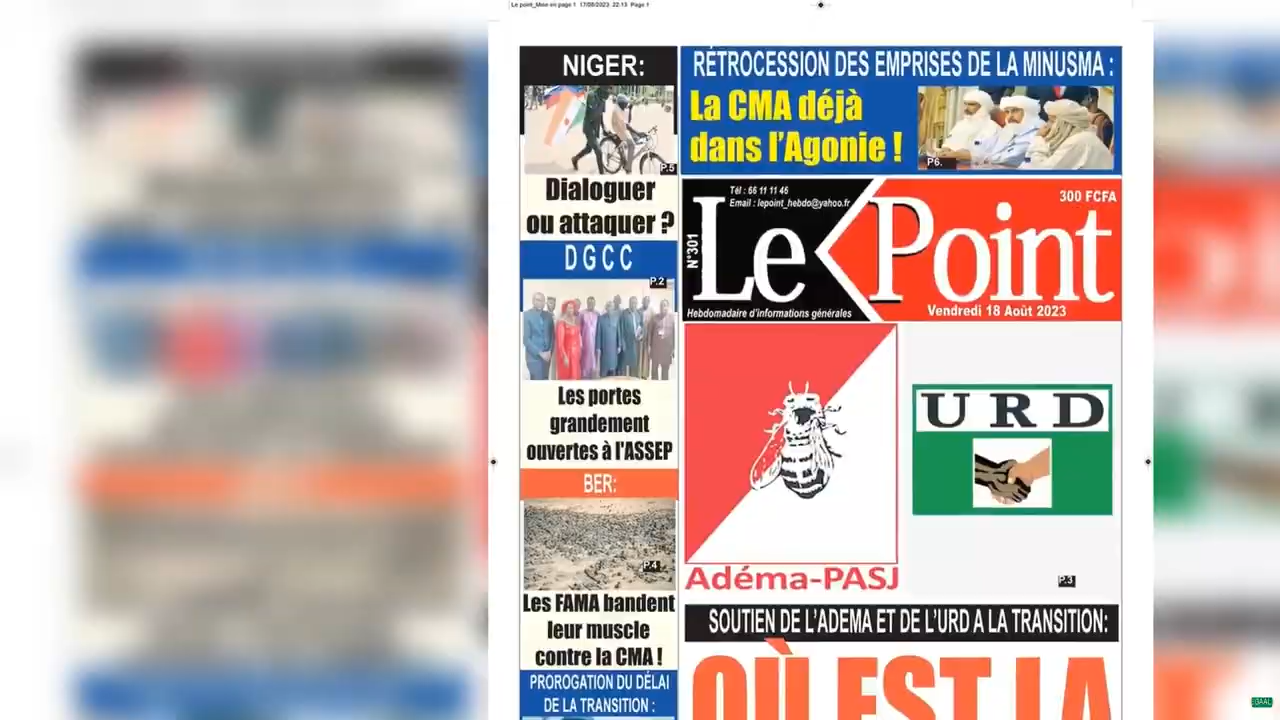 Le point_Mise en page 1 17/08/2023 22:13 Page 1
NIGER:
P.5
Dialoguer
ou attaquer ?
DGCC
P.2
Les portes
grandement
ouvertes à l'ASSEP
BER:
P.4
Les FAMA bandent
leur muscle
contre la CMA !
PROROGATION DU DÉLAI
DE LA TRANSITION :
RÉTROCESSION DES EMPRISES DE LA MINUSMA :
La CMA déjà
dans l'Agonie !
P6.
Tél : 66 11 11 46
Email : lepoint_hebdo@yahoo.fr
300 FCFA
N°301
Le Point
Hebdomadaire d'informations générales
Vendredi 18 Août 2023
URD
Adéma-PASJ
P.3
SOUTIEN DE L'ADEMA ET DE L'URD A LA TRANSITION:
OÙ EST LA